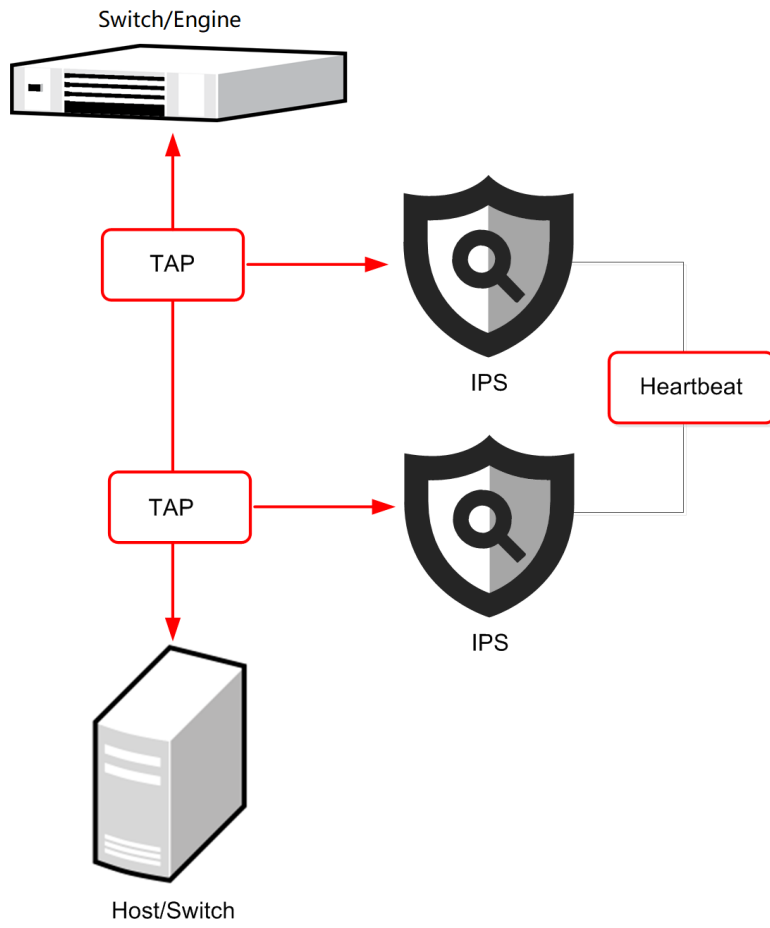 Switch/Engine
TAP
IPS
Heartbeat
TAP
IPS
Host/Switch